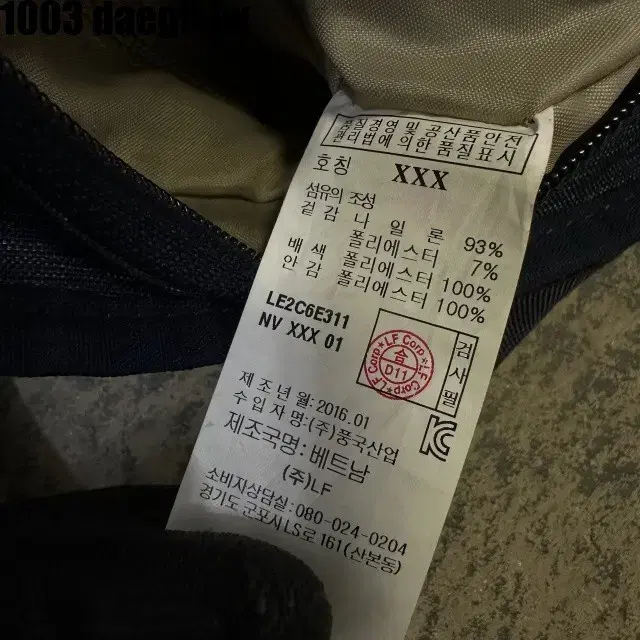 1003 daegu
품질경영 및 공산품안전
관리법에 의한 품질표시
호칭 XXX
섬유의 조성
겉감 나 일 론 93%
폴리에스터 7%
배색 폴리에스터 100%
안감 폴리에스터 100%
LE2C6E311
NV XXX 01
LF Corp.
합
D11
LF Corp.
검사필
제조년월:2016.01
수입자명:(주)풍국산업
제조국명:베트남
(주)LF
소비자상담실:080-024-0204
경기도 군포시LS로 161(산본동)